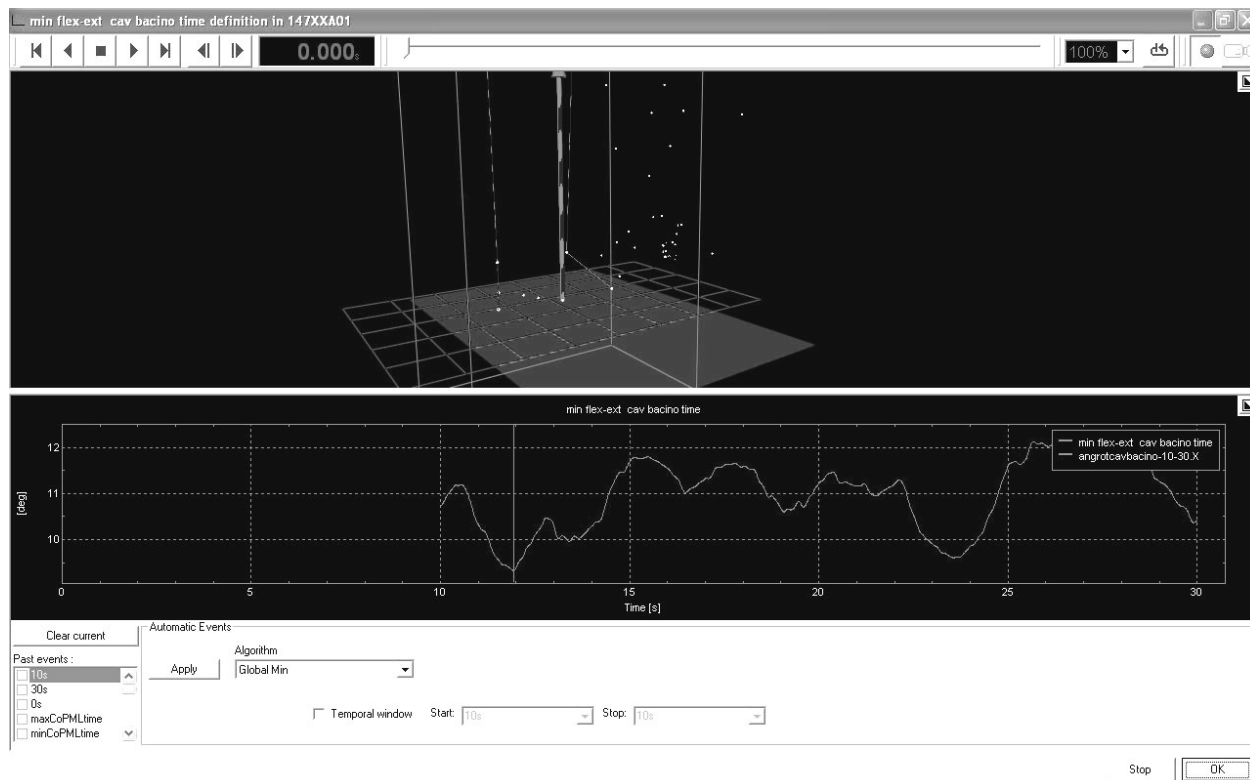 min flex-ext cav bacino time definition in 147XXA01
0.000s
100%
min flex-ext cav bacino time
min flex-ext cav bacino time
angrotcavbacino-10-30.X
[deg]
12
11
10
0 5 10 15 20 25 30
Time [s]
Clear current
Past events :
10s
30s
0s
maxCoPMLtime
minCoPMLtime
Automatic Events
Apply
Algorithm
Global Min
Temporal window Start: 10s Stop: 10s
Stop OK